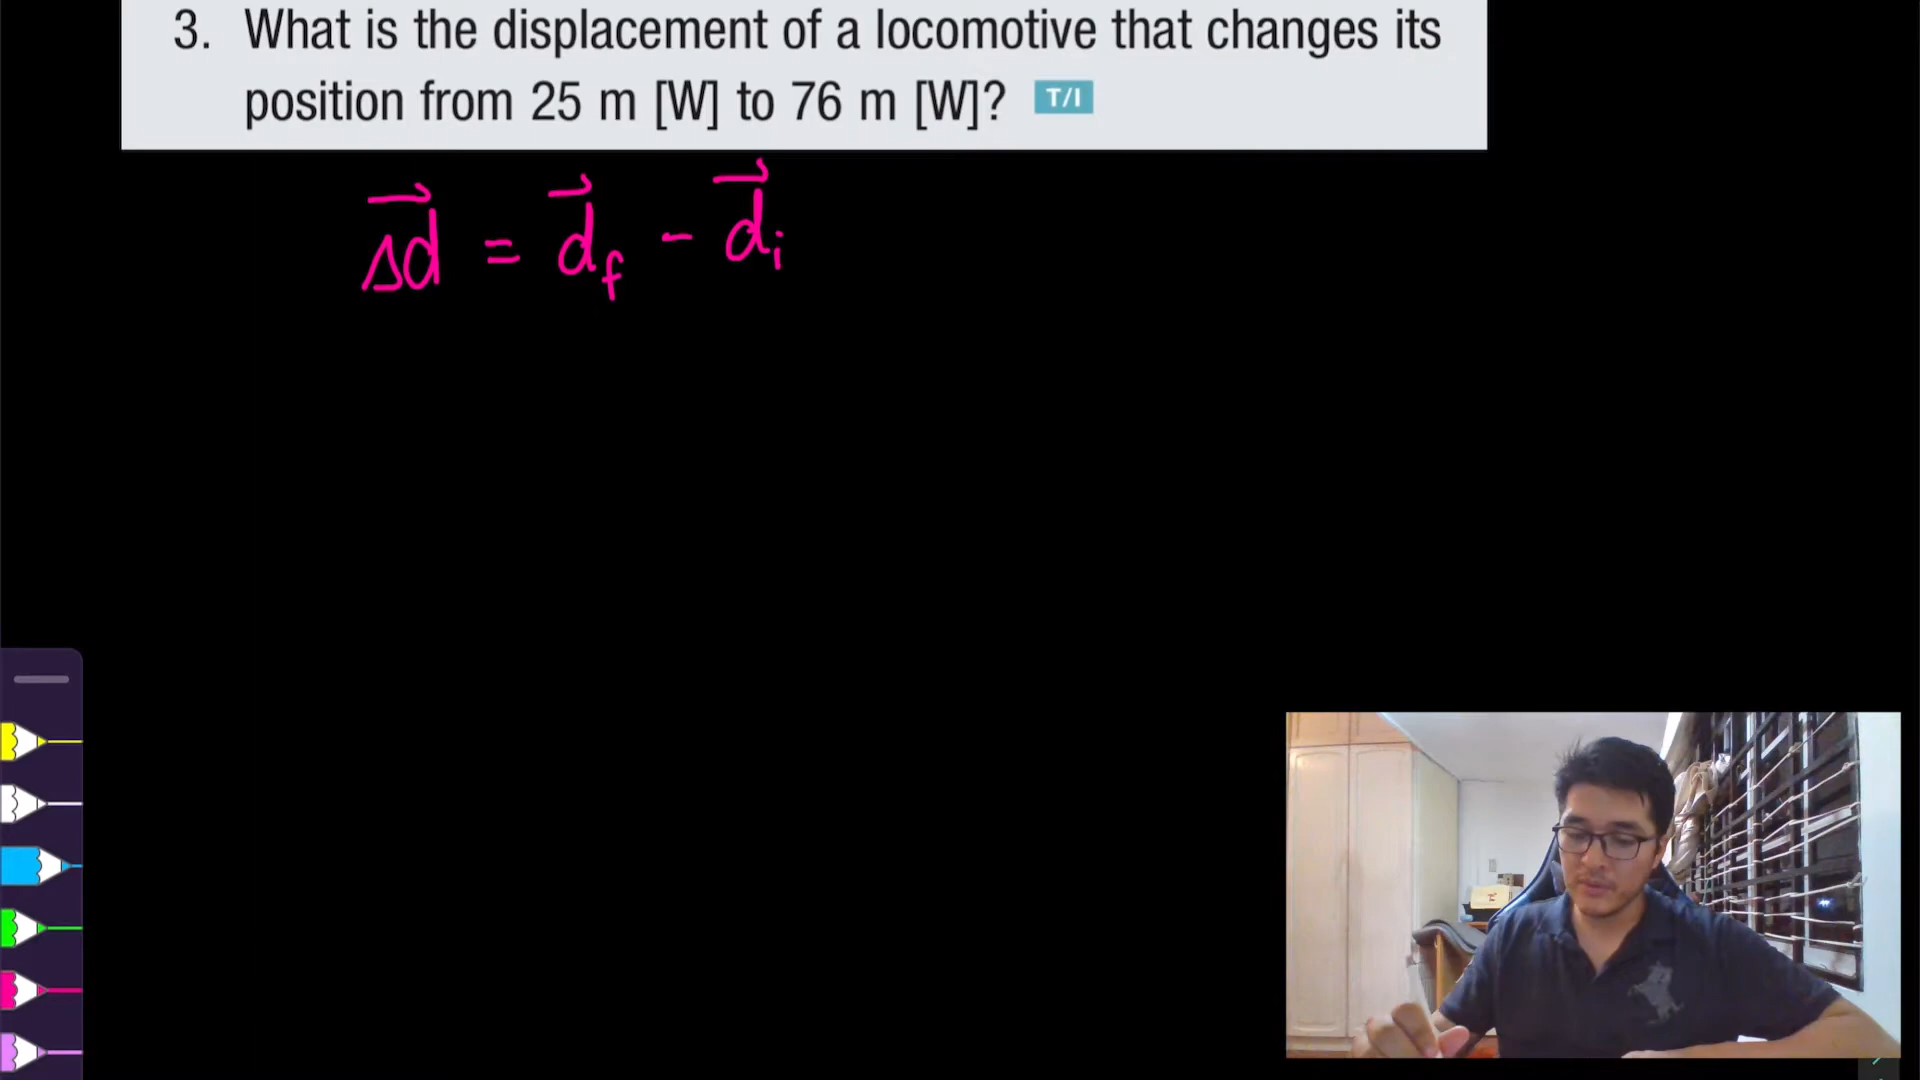 3. What is the displacement of a locomotive that changes its
position from 25 m [W] to 76 m [W]? T/I
Δd⃗ = d⃗f - d⃗i